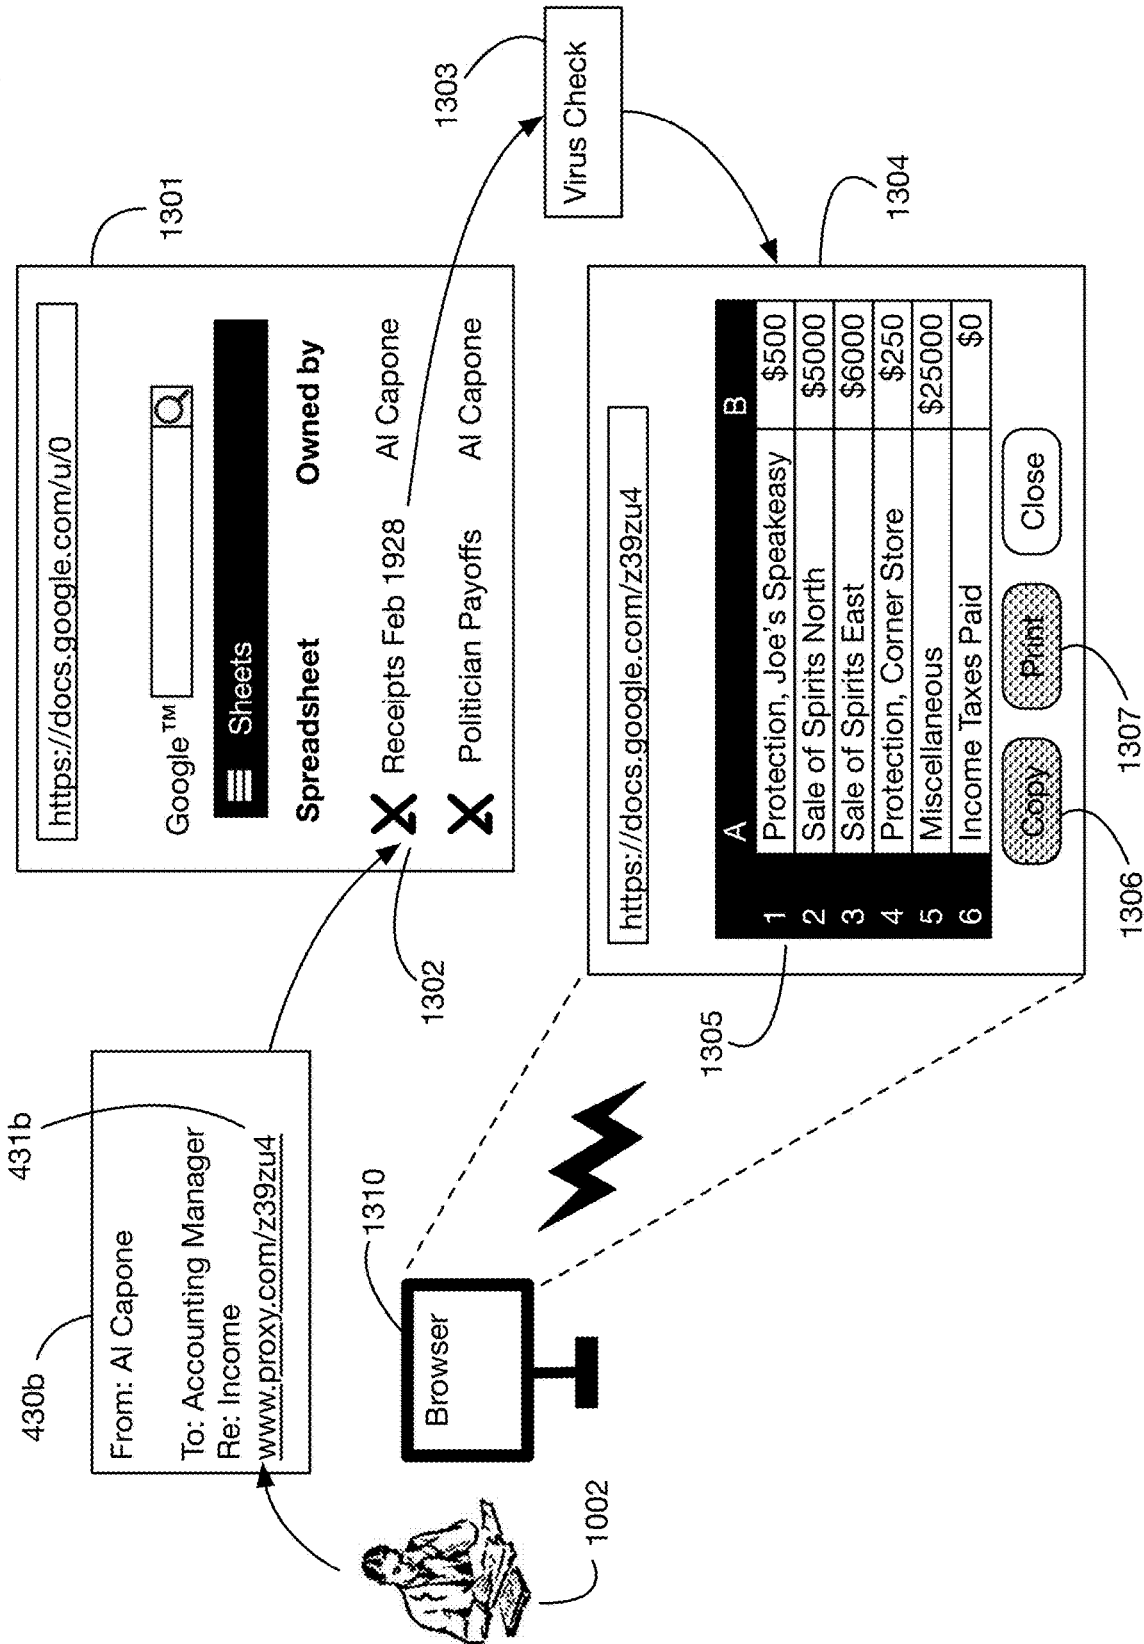 430b
From: Al Capone
To: Accounting Manager
Re: Income
www.proxy.com/z39zu4
431b
1301
https://docs.google.com/u/0
Google™
Sheets
Spreadsheet Owned by
X Receipts Feb 1928 Al Capone
X Politician Payoffs Al Capone
1302
1303
Virus Check
1002
Browser
1310
1304
https://docs.google.com/z39zu4
A B
1 Protection, Joe's Speakeasy $500
2 Sale of Spirits North $5000
3 Sale of Spirits East $6000
4 Protection, Corner Store $250
5 Miscellaneous $25000
6 Income Taxes Paid $0
Copy Print Close
1305
1306
1307